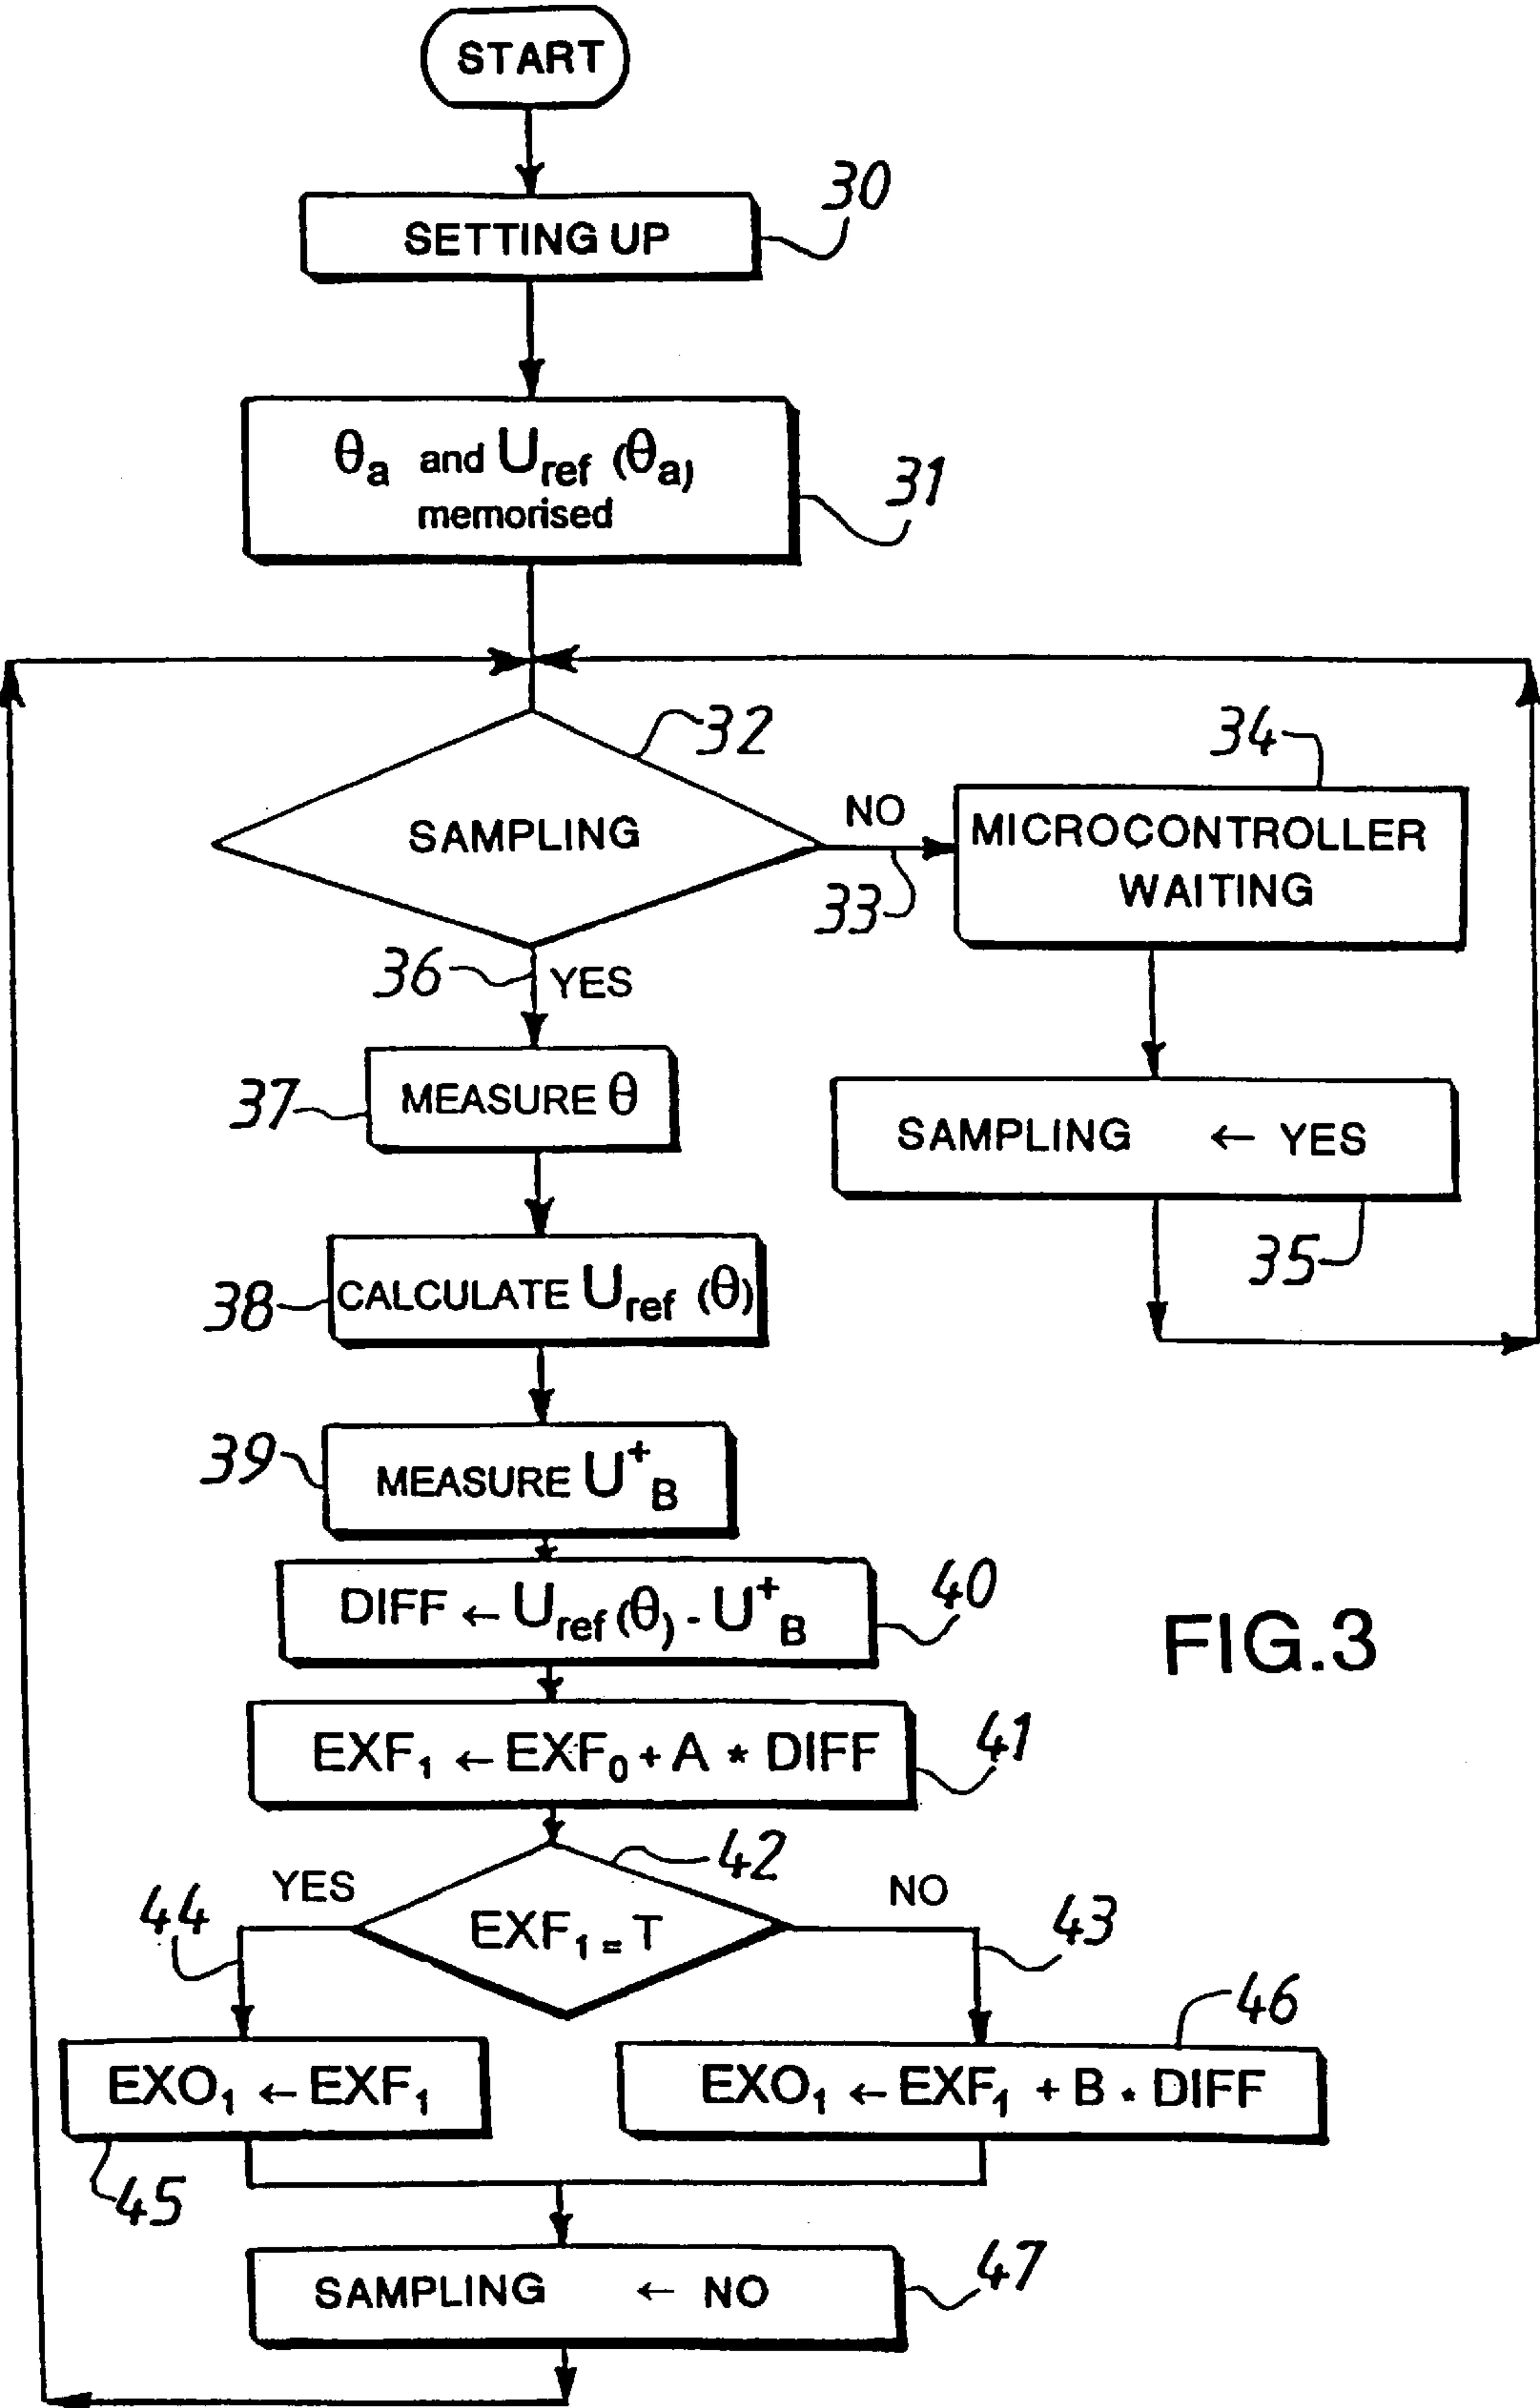 START
30
SETTING UP
θa and Uref (θa)
memorised
31
32
SAMPLING
NO
33
34
MICROCONTROLLER
WAITING
36
YES
37
MEASURE θ
SAMPLING ← YES
35
38
CALCULATE Uref (θ)
39
MEASURE U+B
DIFF ← Uref (θ) - U+B
40
FIG.3
EXF1 ← EXF0 + A * DIFF
41
42
YES
NO
44
EXF1 = T
43
46
EXO1 ← EXF1
EXO1 ← EXF1 + B * DIFF
45
SAMPLING ← NO
47